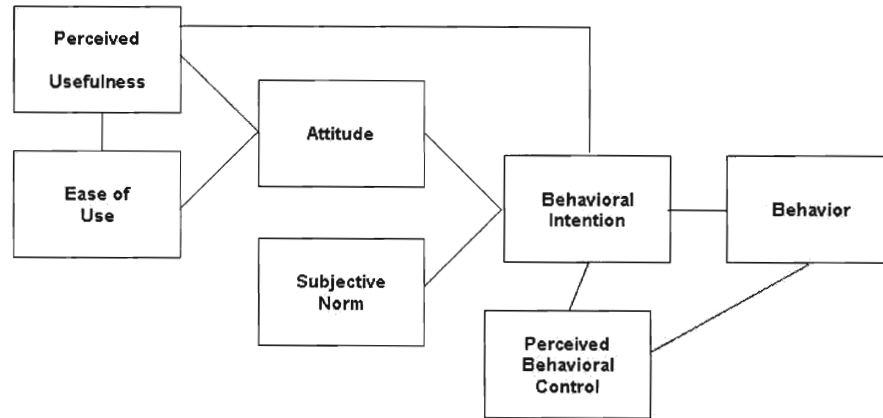 Perceived
Usefulness
Ease of
Use
Attitude
Subjective
Norm
Behavioral
Intention
Behavior
Perceived
Behavioral
Control